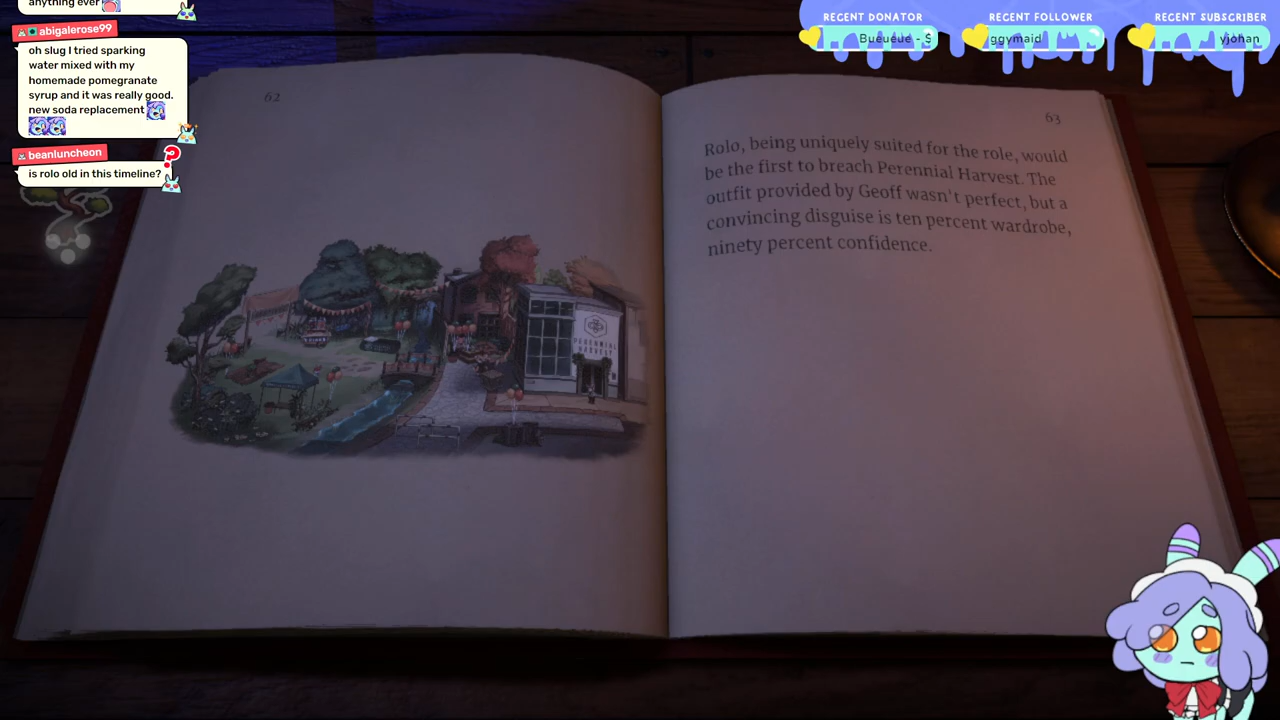 anything ever
abigalerose99
oh slug I tried sparking
water mixed with my
homemade pomegranate
syrup and it was really good.
new soda replacement
beanluncheon
is rolo old in this timeline?
RECENT DONATOR
Bueueue - $
RECENT FOLLOWER
ggymaid
RECENT SUBSCRIBER
yjohan
62
PERENNIAL
HARVEST
63
Rolo, being uniquely suited for the role, would
be the first to breach Perennial Harvest. The
outfit provided by Geoff wasn't perfect, but a
convincing disguise is ten percent wardrobe,
ninety percent confidence.